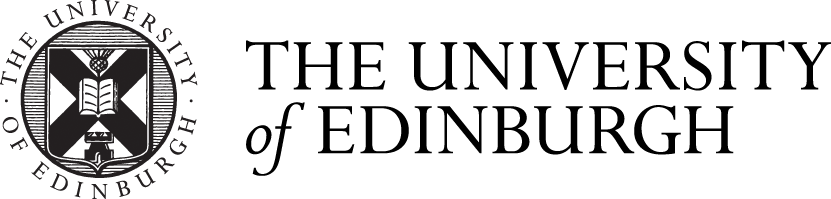 THE UNIVERSITY
OF EDINBURGH
THE UNIVERSITY
of EDINBURGH